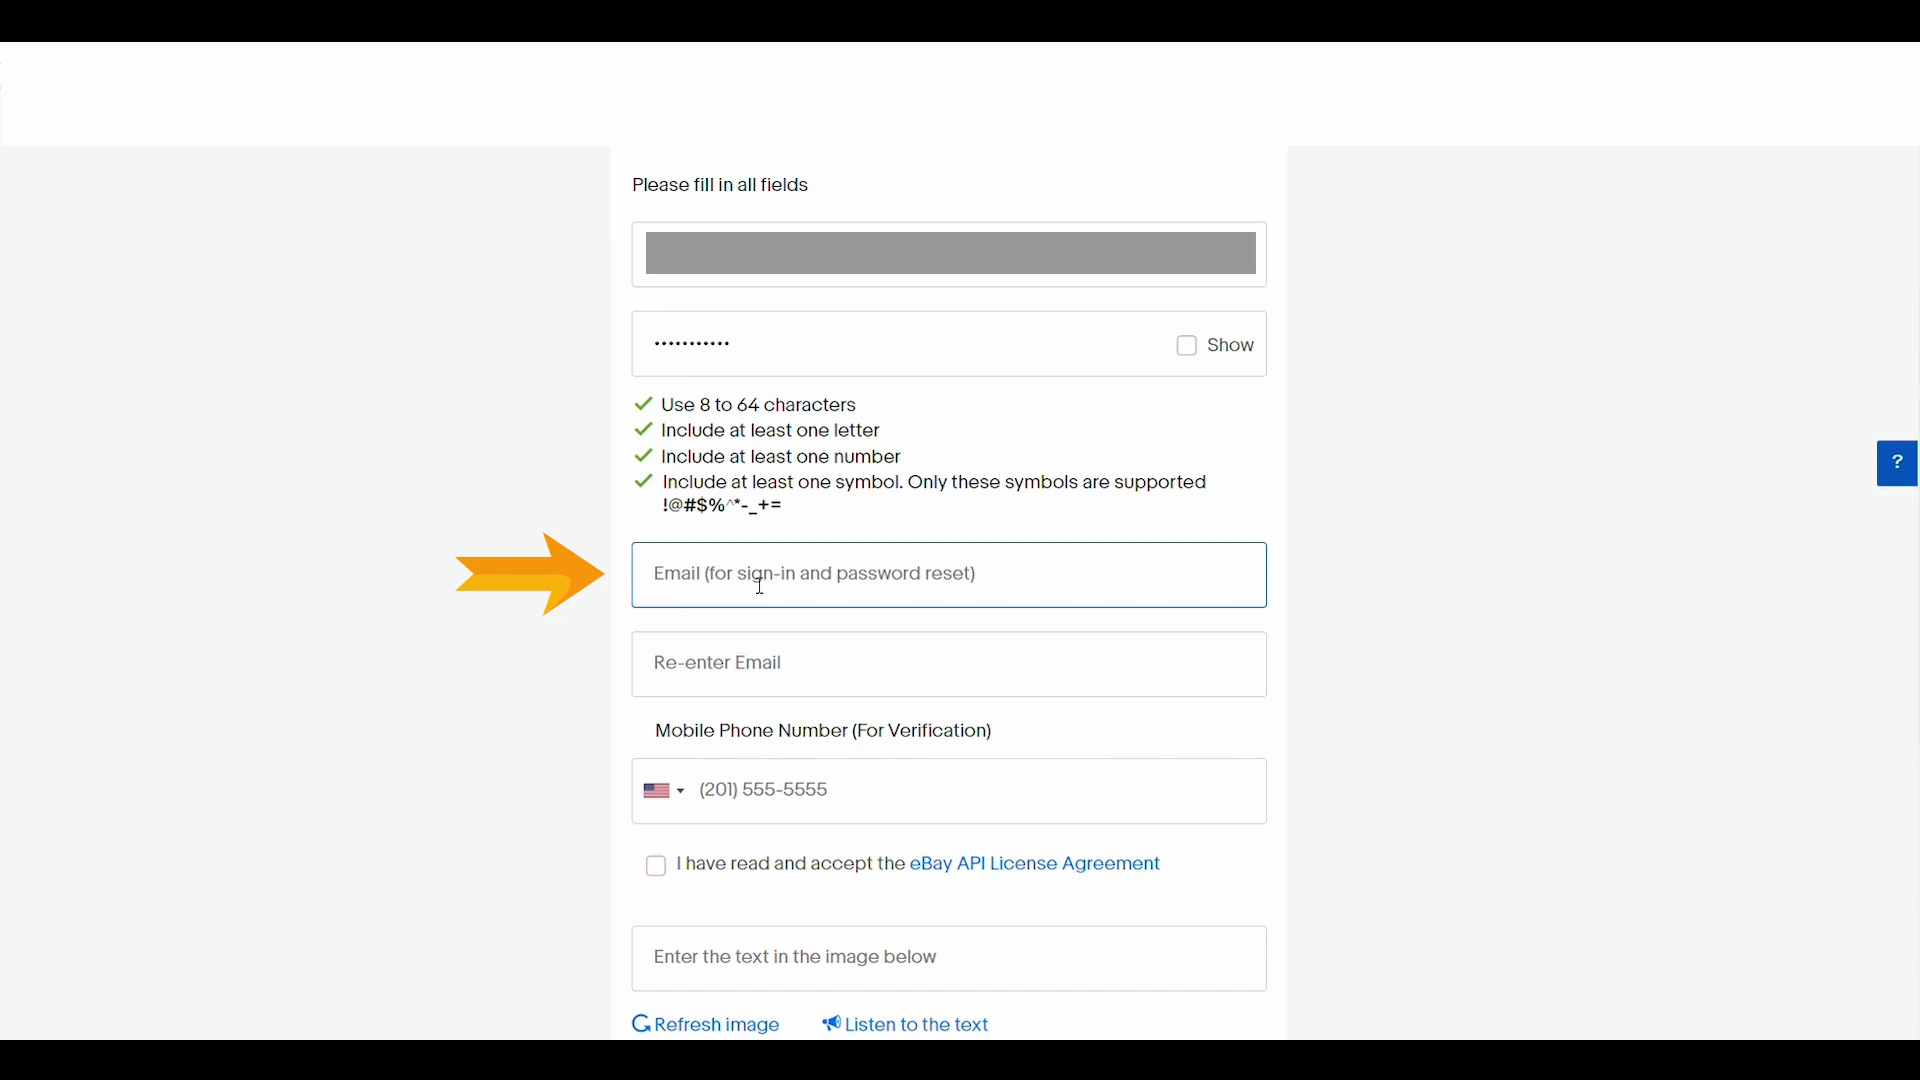 Please fill in all fields
•••••••••••
Show
Use 8 to 64 characters
Include at least one letter
Include at least one number
Include at least one symbol. Only these symbols are supported
!@#$%^*-_+=
?
Email (for sign-in and password reset)
Re-enter Email
Mobile Phone Number (For Verification)
(201) 555-5555
I have read and accept the eBay API License Agreement
Enter the text in the image below
Refresh image
Listen to the text